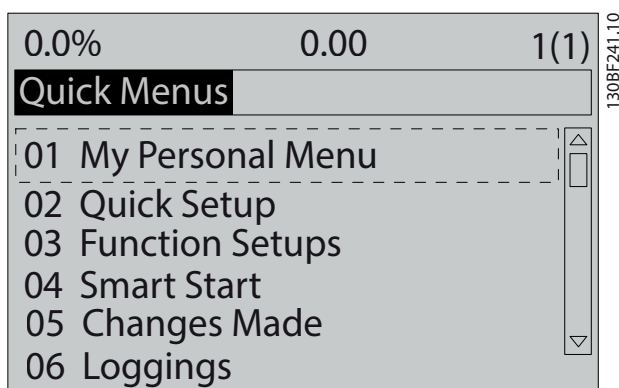 0.0% 0.00 1(1)
Quick Menus
01 My Personal Menu
02 Quick Setup
03 Function Setups
04 Smart Start
05 Changes Made
06 Loggings
130BF241.10